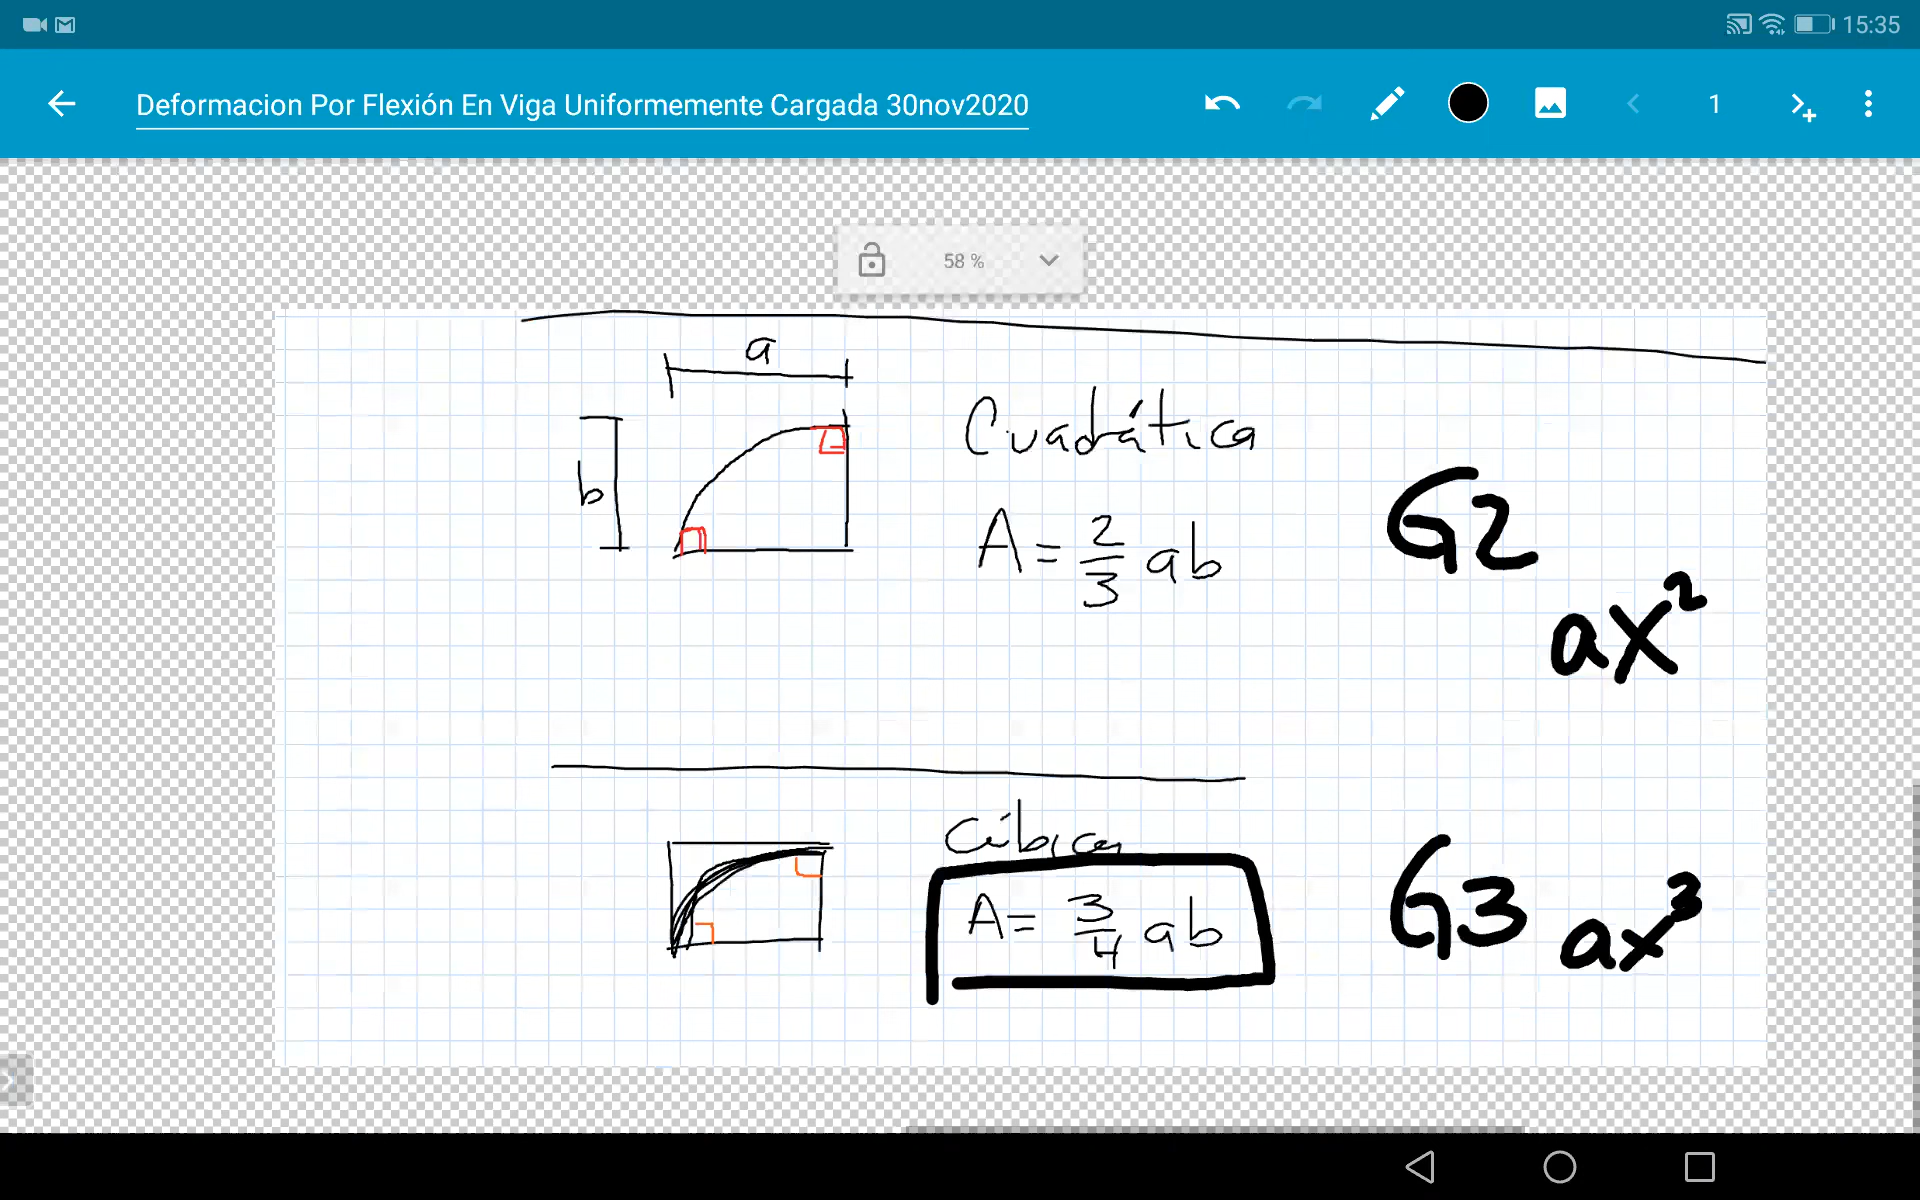 15:35
Deformacion Por Flexión En Viga Uniformemente Cargada 30nov2020
1
58 %
a
b
Cuadrática
A = 2/3 ab
G2
ax²
Cúbica
A = 3/4 ab
G3 ax³